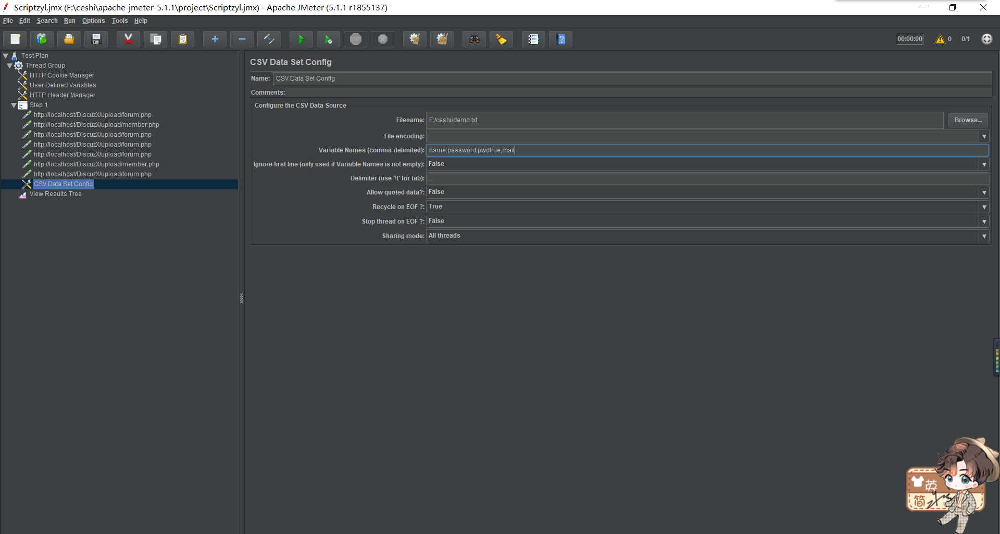 Scriptzyl.jmx (F:\ceshi\apache-jmeter-5.1.1\project\Scriptzyl.jmx) - Apache JMeter (5.1.1 r1855137)
File Edit Search Run Options Tools Help
STOP
00:00:00 0 0/1
Test Plan
Thread Group
HTTP Cookie Manager
User Defined Variables
HTTP Header Manager
Step 1
http://localhost/DiscuzX/upload/forum.php
http://localhost/DiscuzX/upload/member.php
http://localhost/DiscuzX/upload/forum.php
http://localhost/DiscuzX/upload/forum.php
http://localhost/DiscuzX/upload/forum.php
http://localhost/DiscuzX/upload/member.php
http://localhost/DiscuzX/upload/forum.php
CSV Data Set Config
View Results Tree
CSV Data Set Config
Name: CSV Data Set Config
Comments:
Configure the CSV Data Source
Filename: F:/ceshi/demo.txt Browse...
File encoding:
Variable Names (comma-delimited): name,password,pwdtrue,mail
Ignore first line (only used if Variable Names is not empty): False
Delimiter (use '\t' for tab): ,
Allow quoted data?: False
Recycle on EOF ?: True
Stop thread on EOF ?: False
Sharing mode: All threads
英
简